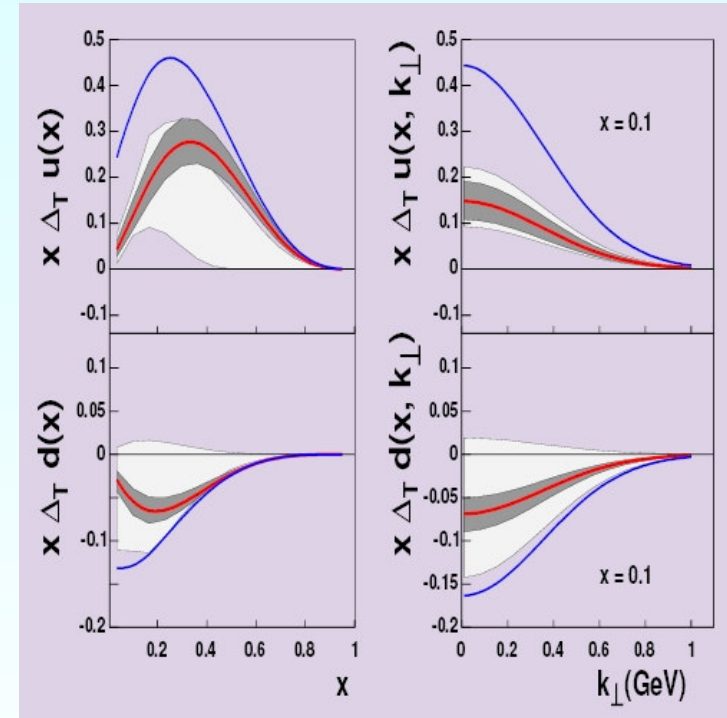 x Δ_T u(x)
0.5
0.4
0.3
0.2
0.1
0
-0.1
x Δ_T u(x, k_⊥)
0.5
0.4
0.3
0.2
0.1
0
-0.1
x = 0.1
x Δ_T d(x)
0.1
0.05
0
-0.05
-0.1
-0.15
-0.2
0.2 0.4 0.6 0.8 1
x
x Δ_T d(x, k_⊥)
0.1
0.05
0
-0.05
-0.1
-0.15
-0.2
x = 0.1
0 0.2 0.4 0.6 0.8 1
k_⊥(GeV)